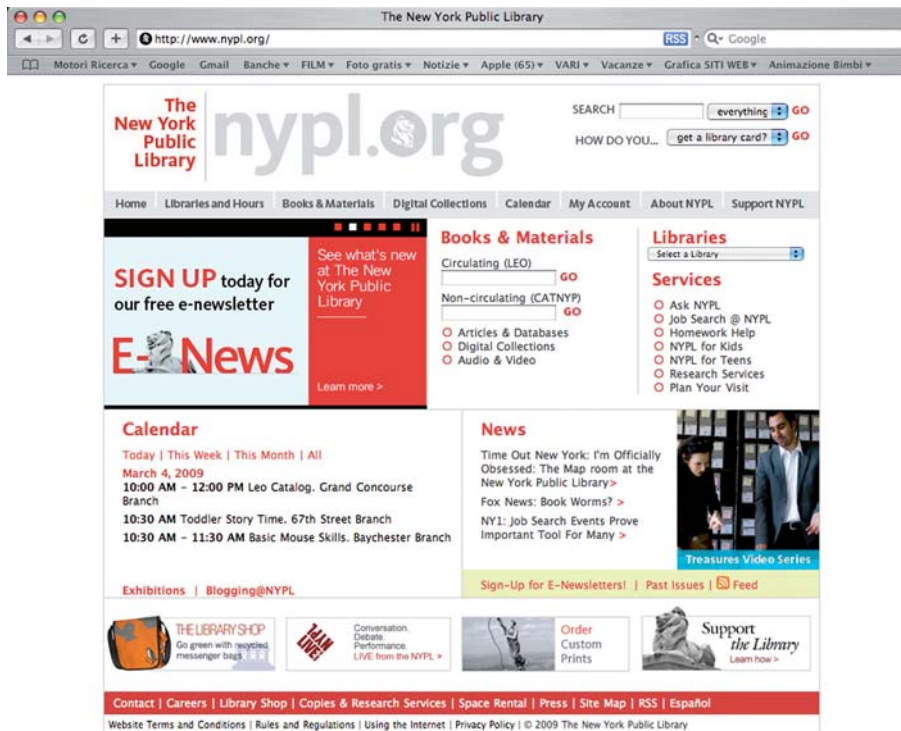 The New York Public Library
http://www.nypl.org/
RSS
Google
Motori Ricerca Google Gmail Banche FILM Foto gratis Notizie Apple (65) VARI Vacanze Grafica SITI WEB Animazione Bimbi
The
New York
Public
Library
nypl.org
SEARCH everything GO
HOW DO YOU... get a library card? GO
Home Libraries and Hours Books & Materials Digital Collections Calendar My Account About NYPL Support NYPL
SIGN UP today for
our free e-newsletter
E-News
See what's new
at The New
York Public
Library
Learn more >
Books & Materials
Circulating (LEO)
GO
Non-circulating (CATNYP)
GO
Articles & Databases
Digital Collections
Audio & Video
Libraries
Select a Library
Services
Ask NYPL
Job Search @ NYPL
Homework Help
NYPL for Kids
NYPL for Teens
Research Services
Plan Your Visit
Calendar
Today | This Week | This Month | All
March 4, 2009
10:00 AM – 12:00 PM Leo Catalog. Grand Concourse
Branch
10:30 AM Toddler Story Time. 67th Street Branch
10:30 AM – 11:30 AM Basic Mouse Skills. Baychester Branch
Exhibitions | Blogging@NYPL
News
Time Out New York: I'm Officially
Obsessed: The Map room at the
New York Public Library>
Fox News: Book Worms? >
NY1: Job Search Events Prove
Important Tool For Many >
Treasures Video Series
Sign-Up for E-Newsletters! | Past Issues | Feed
THE LIBRARY SHOP
Go green with recycled
messenger bags
LIVE! NYPL
Conversation.
Debate.
Performance.
LIVE from the NYPL >
Order
Custom
Prints
Support
the Library
Learn how >
Contact | Careers | Library Shop | Copies & Research Services | Space Rental | Press | Site Map | RSS | Español
Website Terms and Conditions | Rules and Regulations | Using the Internet | Privacy Policy | © 2009 The New York Public Library